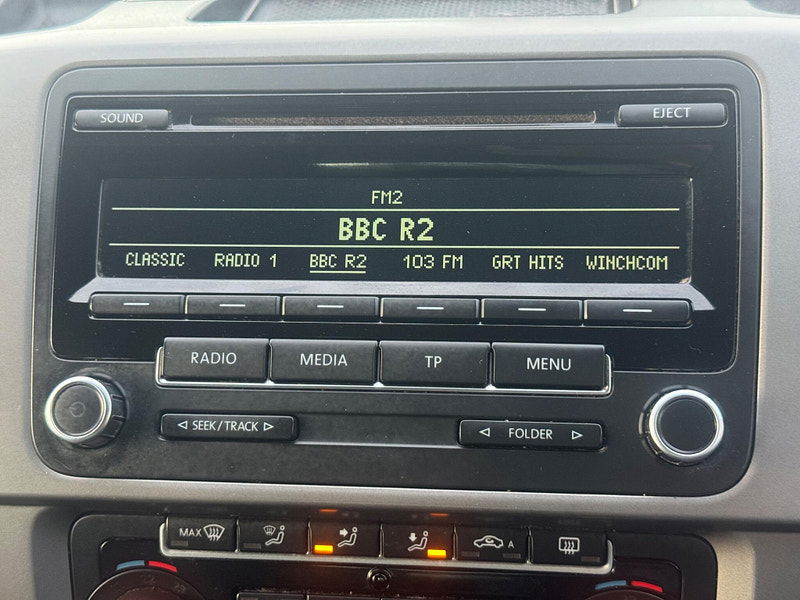 SOUND EJECT
FM2
BBC R2
CLASSIC RADIO 1 BBC R2 103 FM GRT HITS WINCHCOM
RADIO MEDIA TP MENU
SEEK/TRACK FOLDER
MAX A